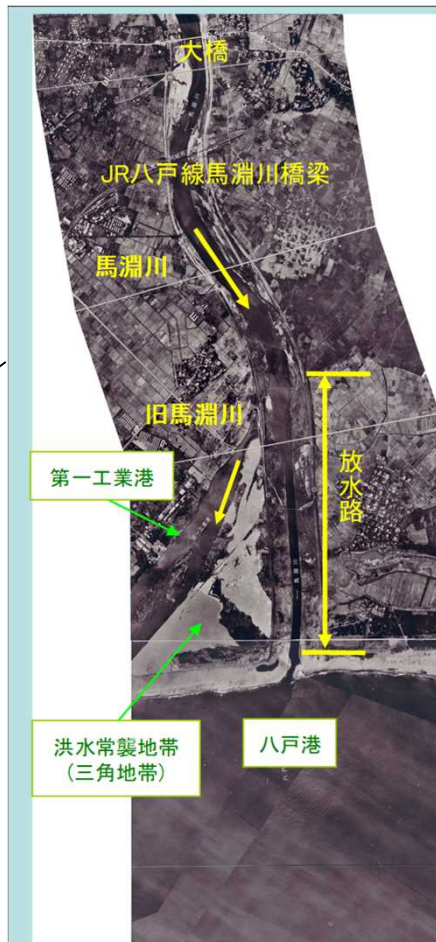 大橋
JR八戸線馬淵川橋梁
馬淵川
旧馬淵川
第一工業港
放水路
洪水常襲地帯
(三角地帯)
八戸港